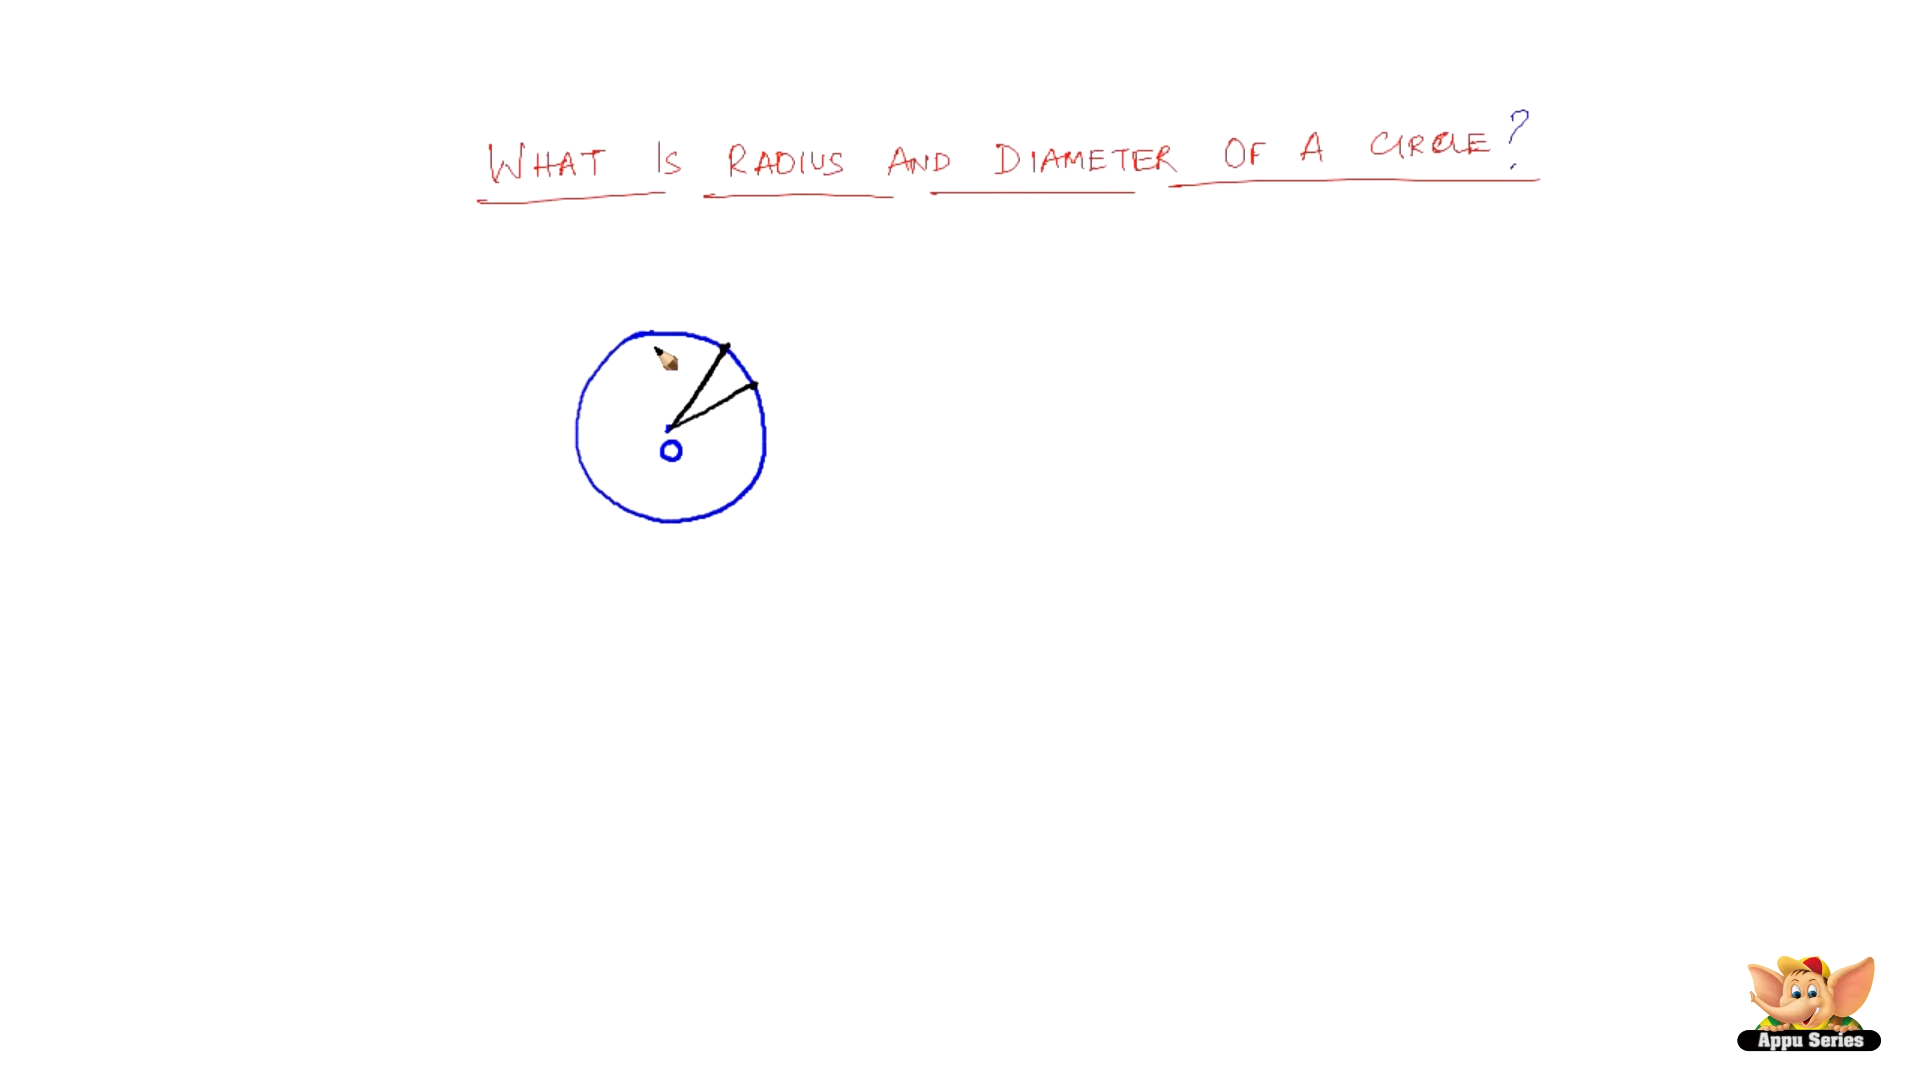 WHAT IS RADIUS AND DIAMETER OF A CIRCLE?
O
Appu Series